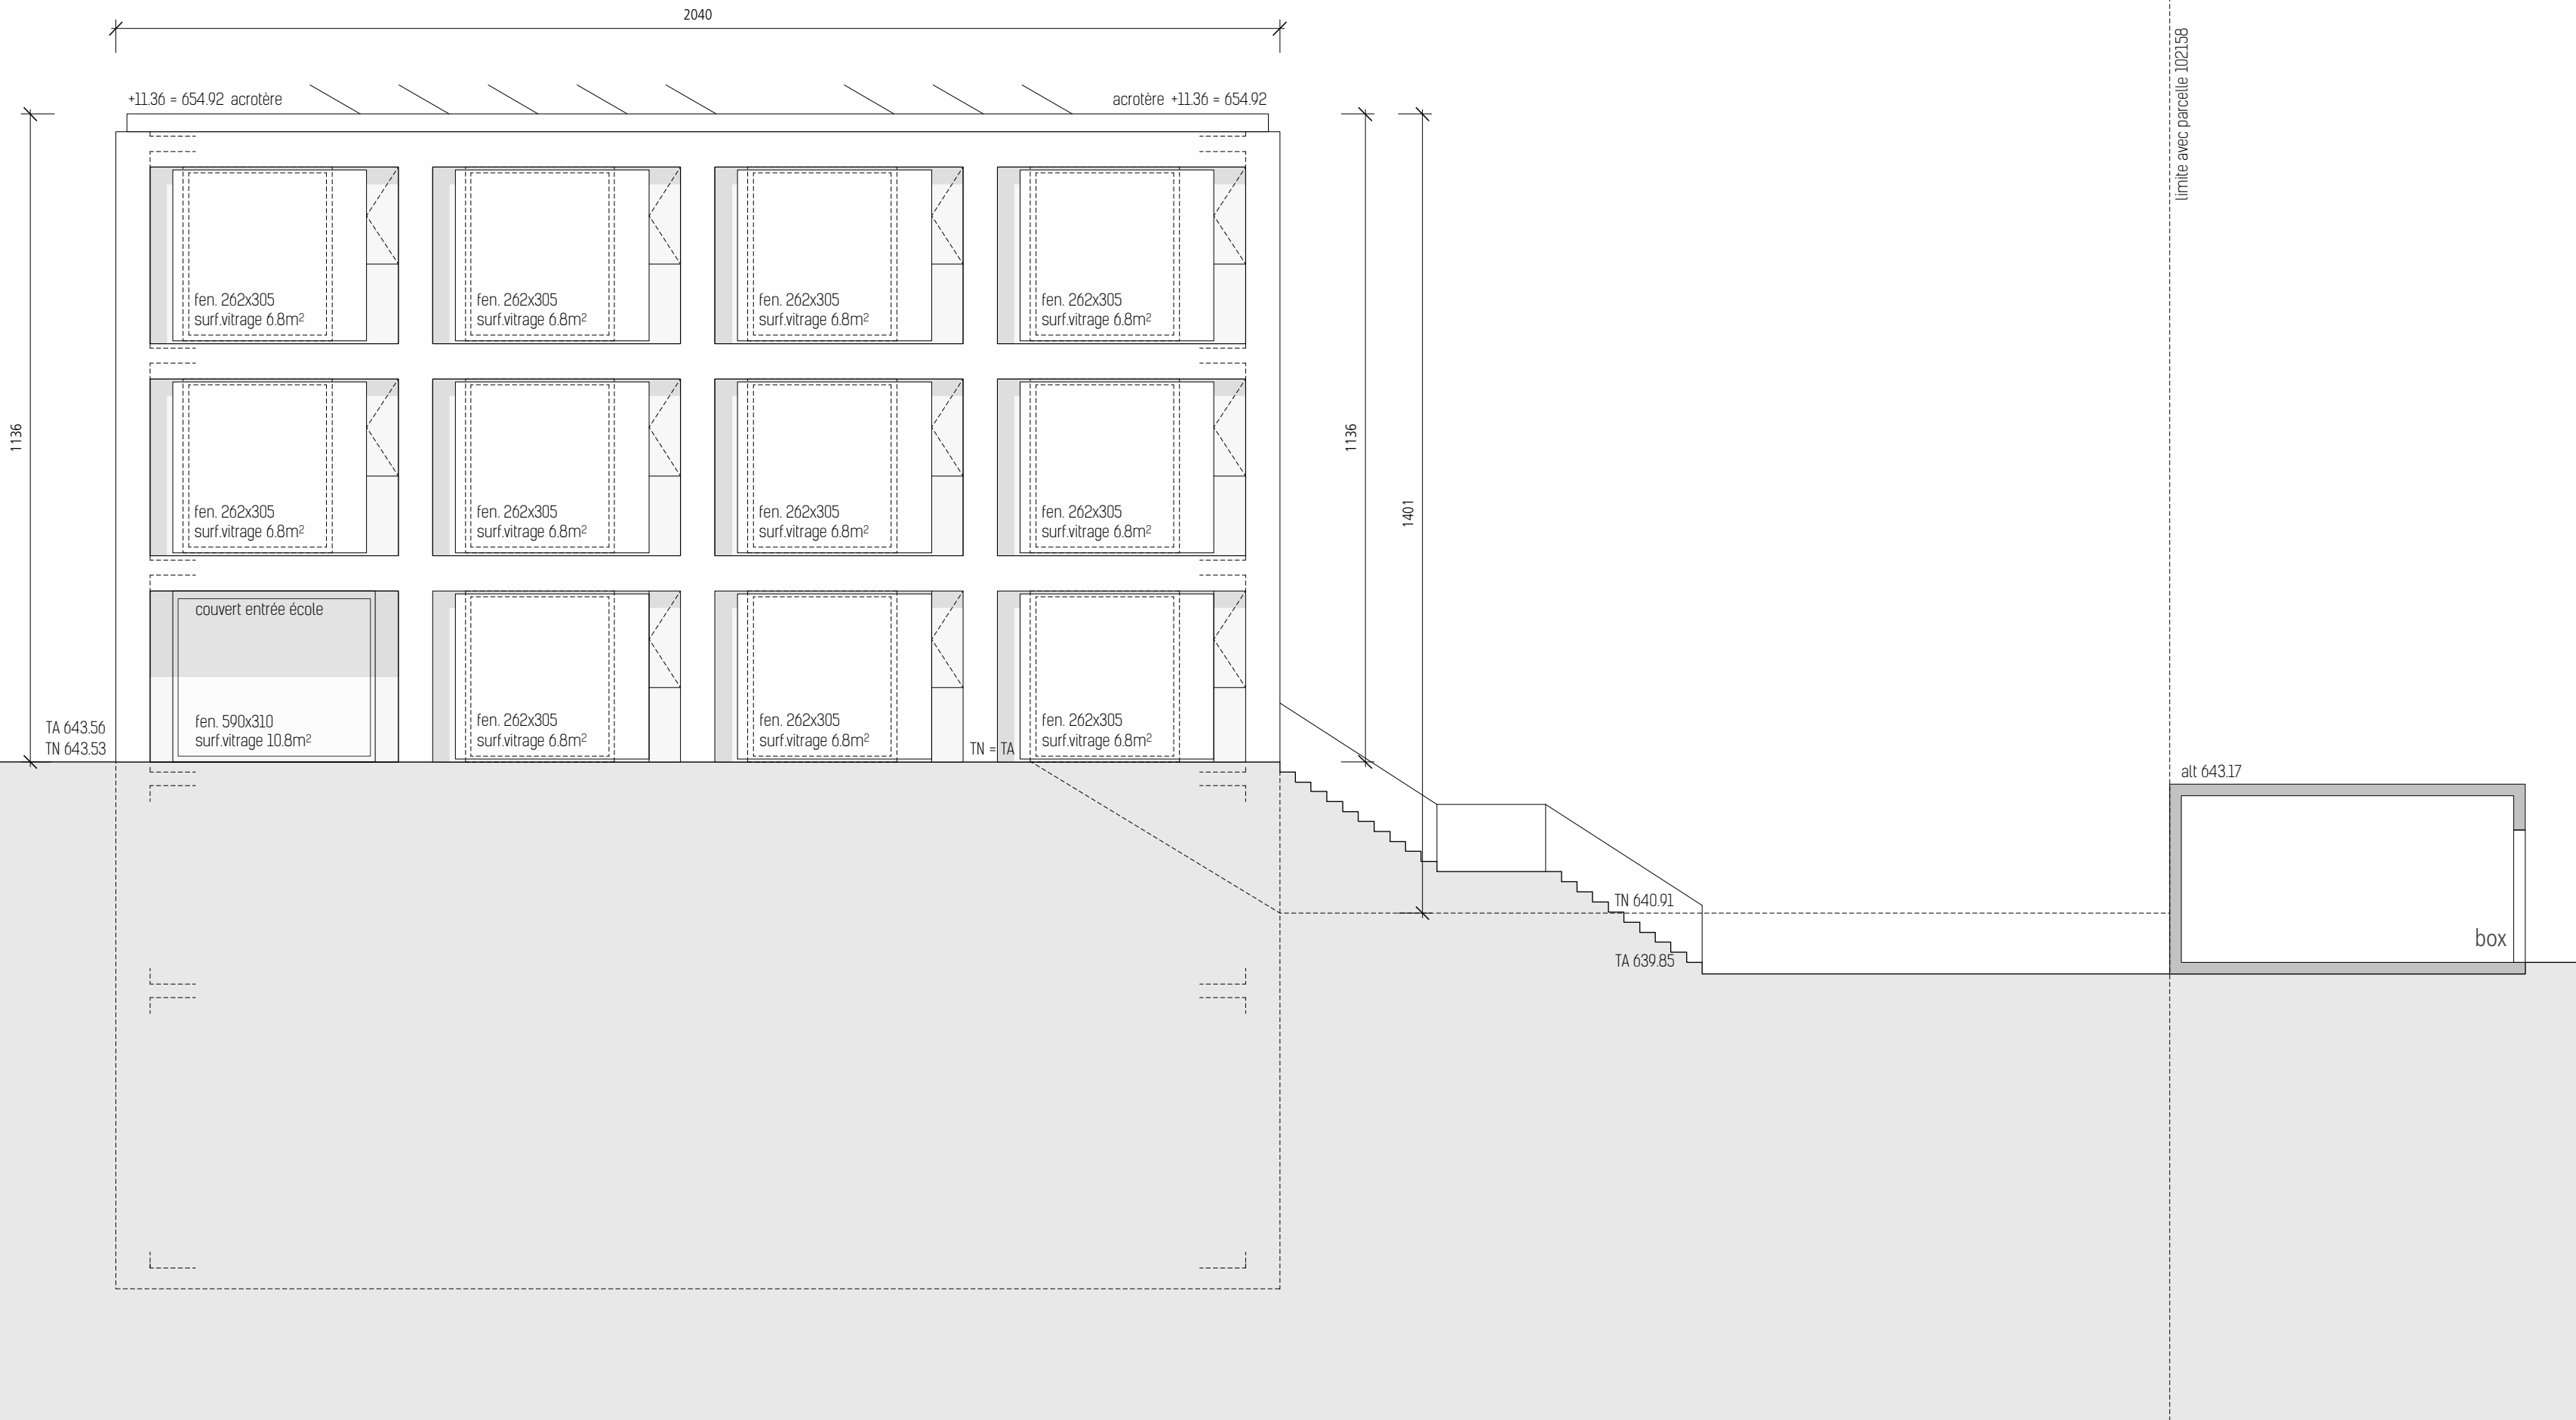 2040
limite avec parcelle 102158
+11.36 = 654.92 acrotère
acrotère +11.36 = 654.92
1136
1136
1401
fen. 262x305
surf.vitrage 6.8m²
fen. 262x305
surf.vitrage 6.8m²
fen. 262x305
surf.vitrage 6.8m²
fen. 262x305
surf.vitrage 6.8m²
fen. 262x305
surf.vitrage 6.8m²
fen. 262x305
surf.vitrage 6.8m²
fen. 262x305
surf.vitrage 6.8m²
fen. 262x305
surf.vitrage 6.8m²
couvert entrée école
fen. 590x310
surf.vitrage 10.8m²
fen. 262x305
surf.vitrage 6.8m²
fen. 262x305
surf.vitrage 6.8m²
fen. 262x305
surf.vitrage 6.8m²
TA 643.56
TN 643.53
TN = TA
alt 643.17
TN 640.91
box
TA 639.85